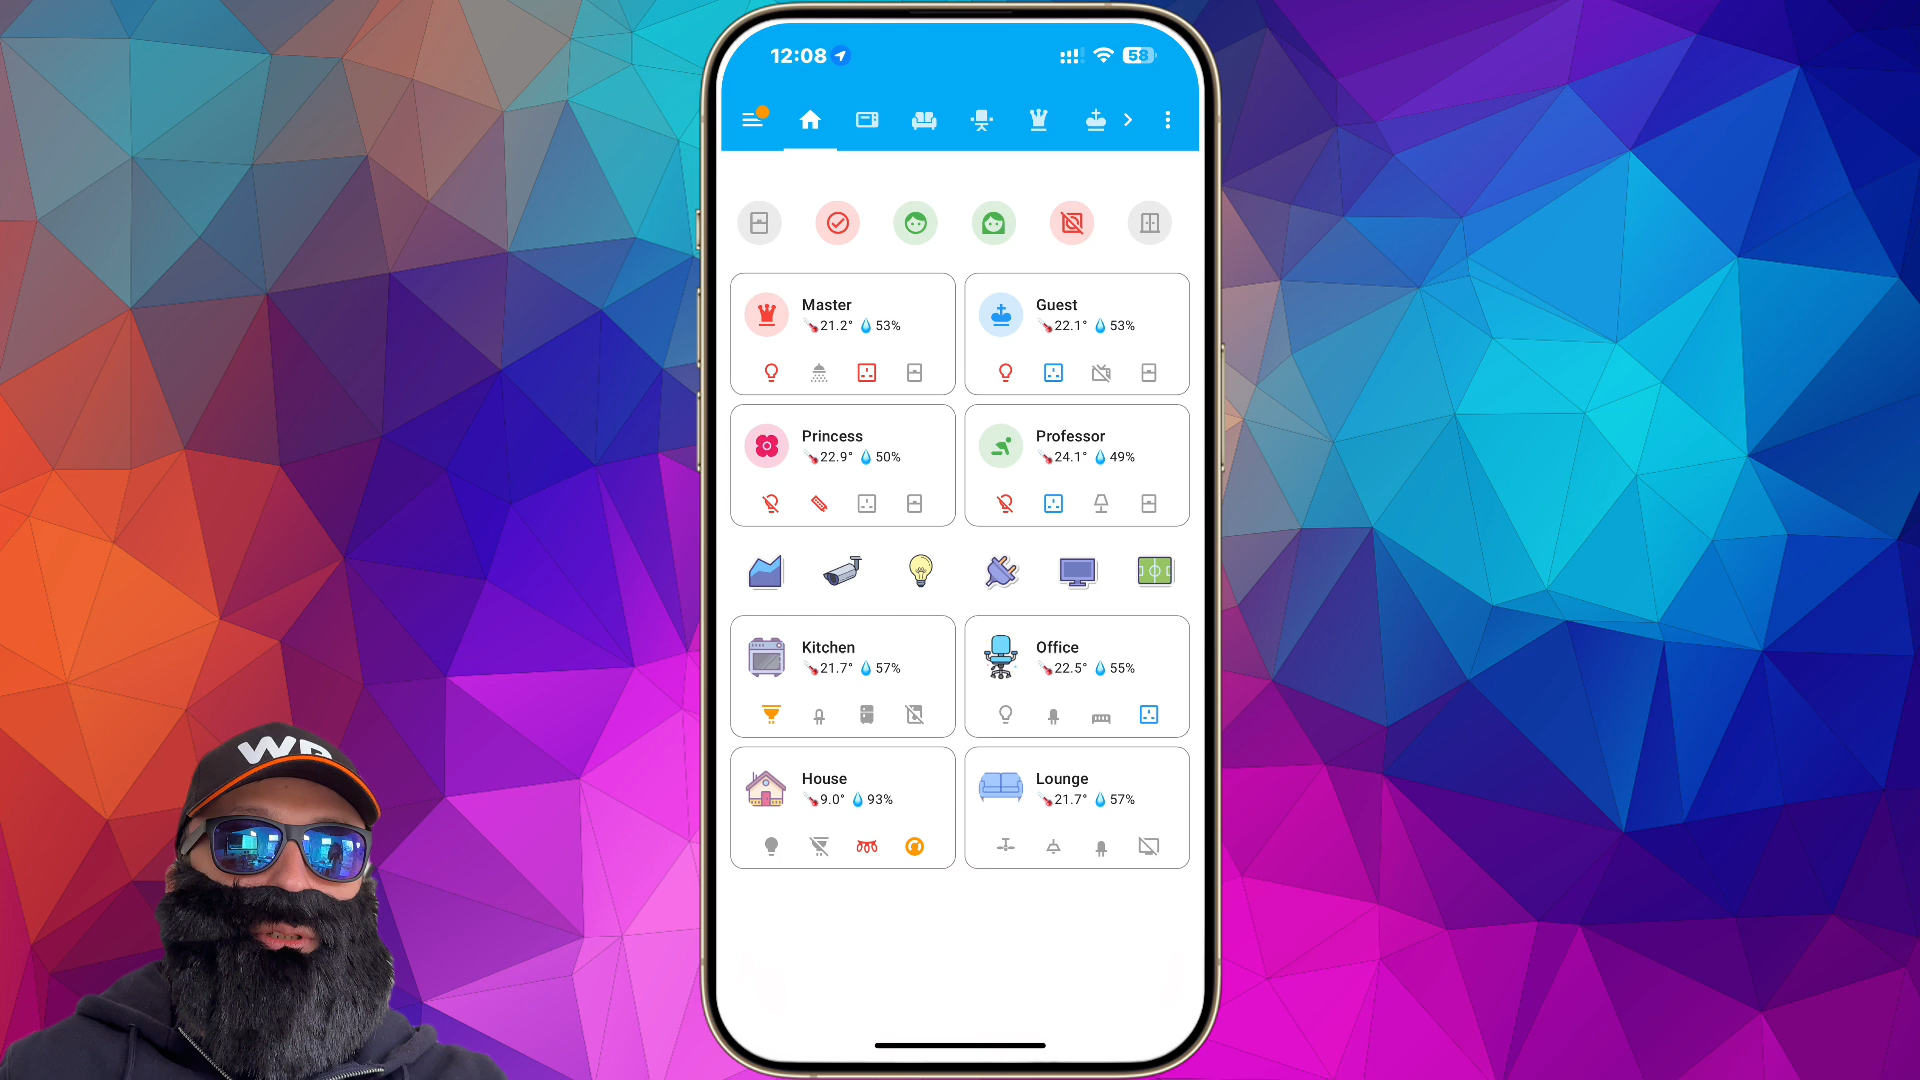 12:08
58
Master
21.2° 53%
Guest
22.1° 53%
Princess
22.9° 50%
Professor
24.1° 49%
Kitchen
21.7° 57%
Office
22.5° 55%
House
9.0° 93%
Lounge
21.7° 57%